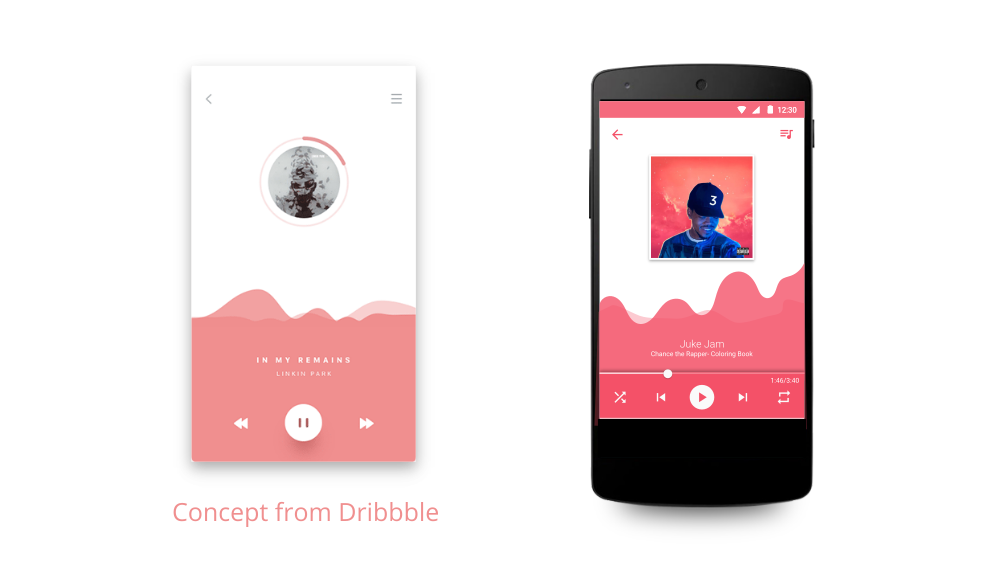 IN MY REMAINS
LINKIN PARK
Concept from Dribbble
12:30
3
Juke Jam
Chance the Rapper- Coloring Book
1:46/3:40